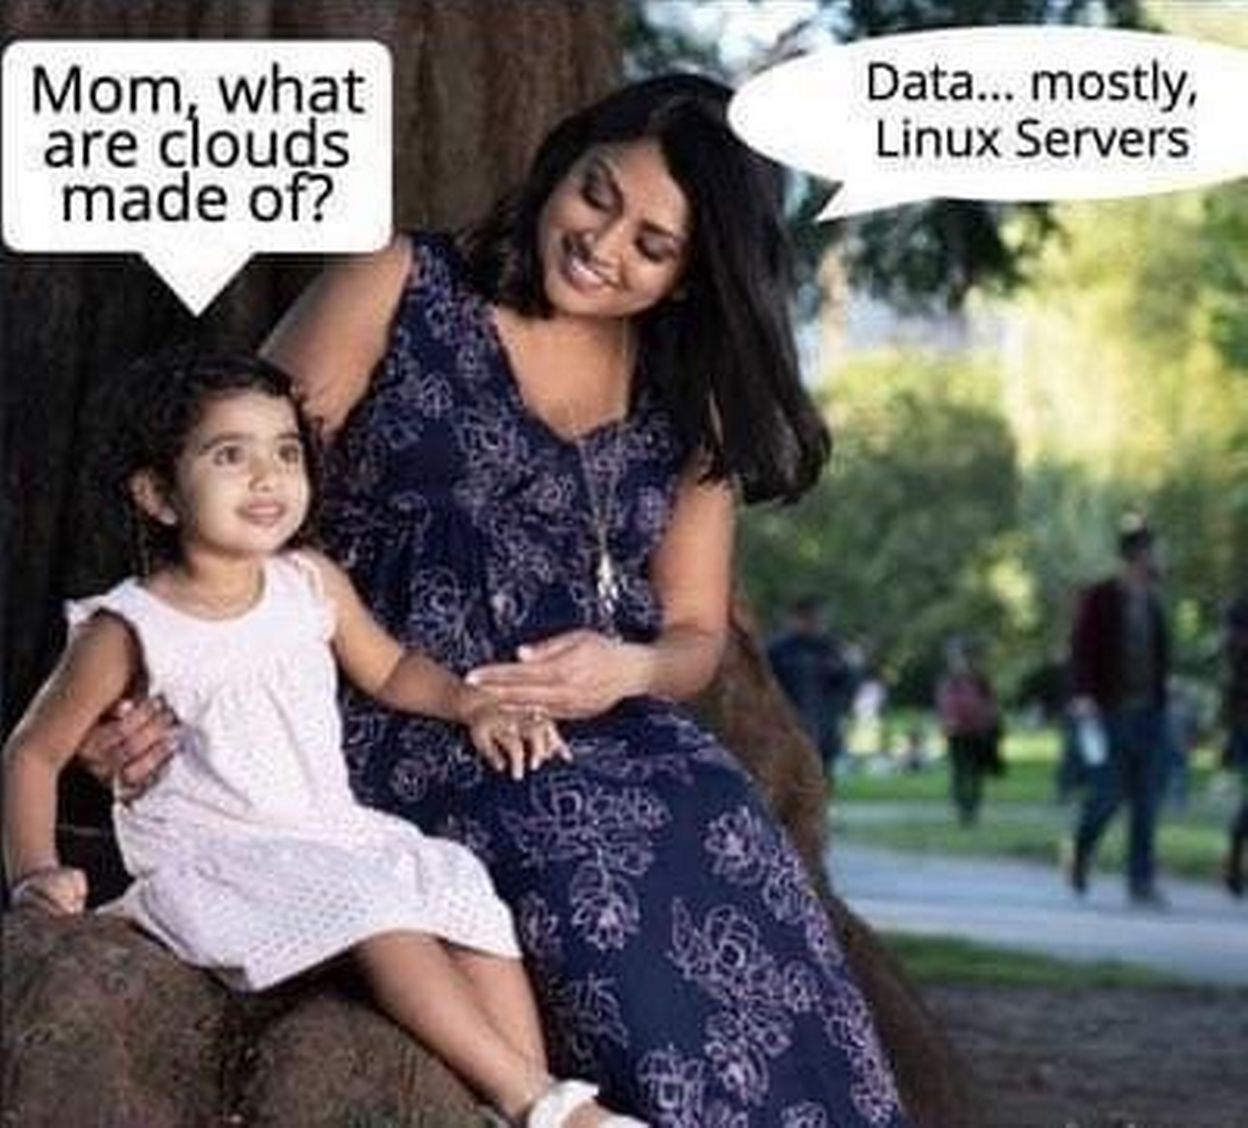 Mom, what
are clouds
made of?
Data... mostly,
Linux Servers